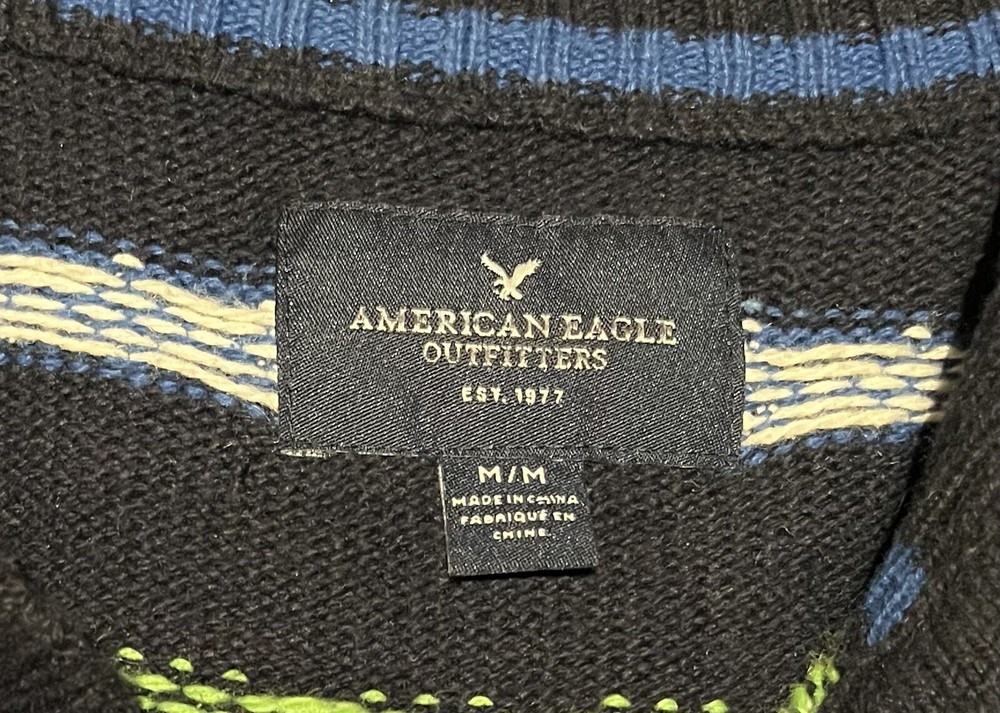 AMERICAN EAGLE
OUTFITTERS
EST. 1977
M/M
MADE IN CHINA
FABRIQUÉ EN
CHINE